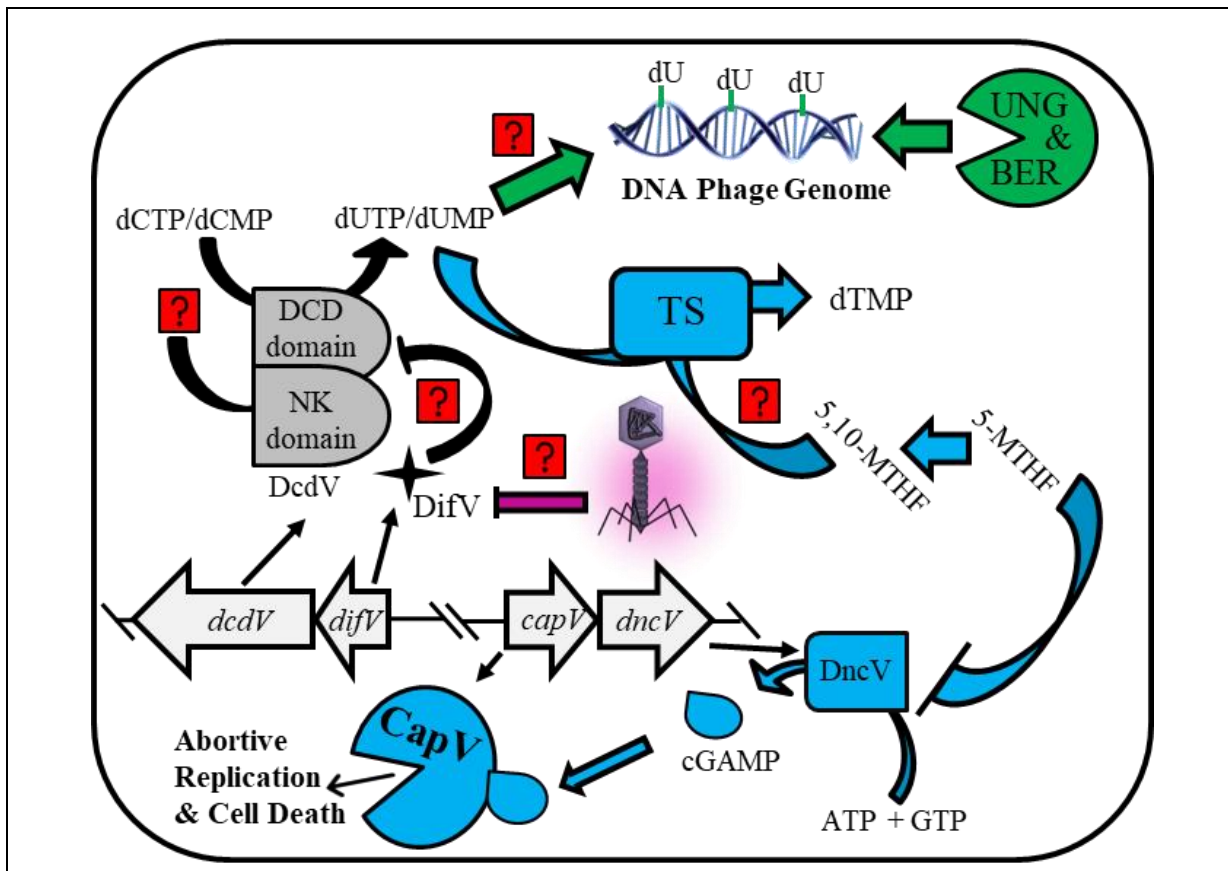 dU
dU
dU
UNG
&
BER
?
DNA Phage Genome
dCTP/dCMP
dUTP/dUMP
?
DCD
domain
TS
dTMP
NK
domain
?
?
5,10-MTHF
5-MTHF
DcdV
?
DifV
dcdV
difV
capV
dncV
DncV
CapV
cGAMP
Abortive
Replication
& Cell Death
ATP + GTP